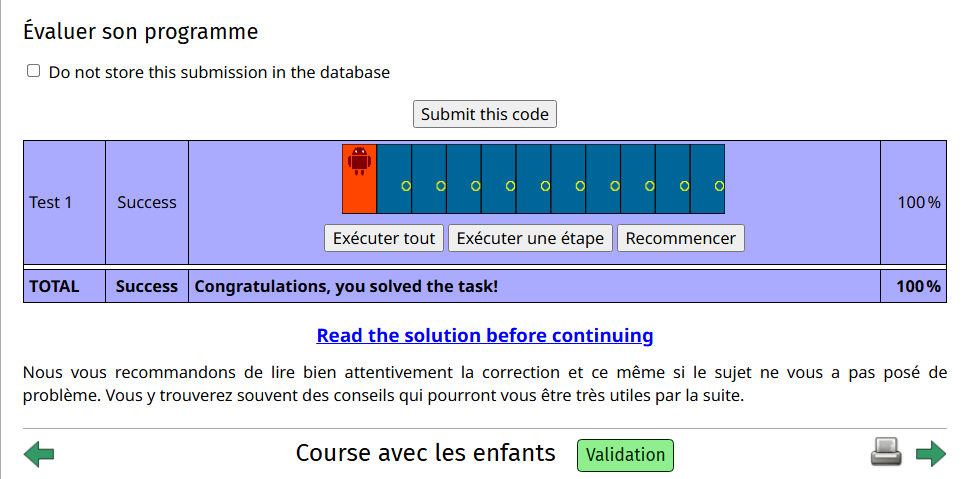 Évaluer son programme
Do not store this submission in the database
Submit this code
Test 1 Success 100 %
Exécuter tout Exécuter une étape Recommencer
TOTAL Success Congratulations, you solved the task! 100 %
Read the solution before continuing
Nous vous recommandons de lire bien attentivement la correction et ce même si le sujet ne vous a pas posé de
problème. Vous y trouverez souvent des conseils qui pourront vous être très utiles par la suite.
Course avec les enfants Validation